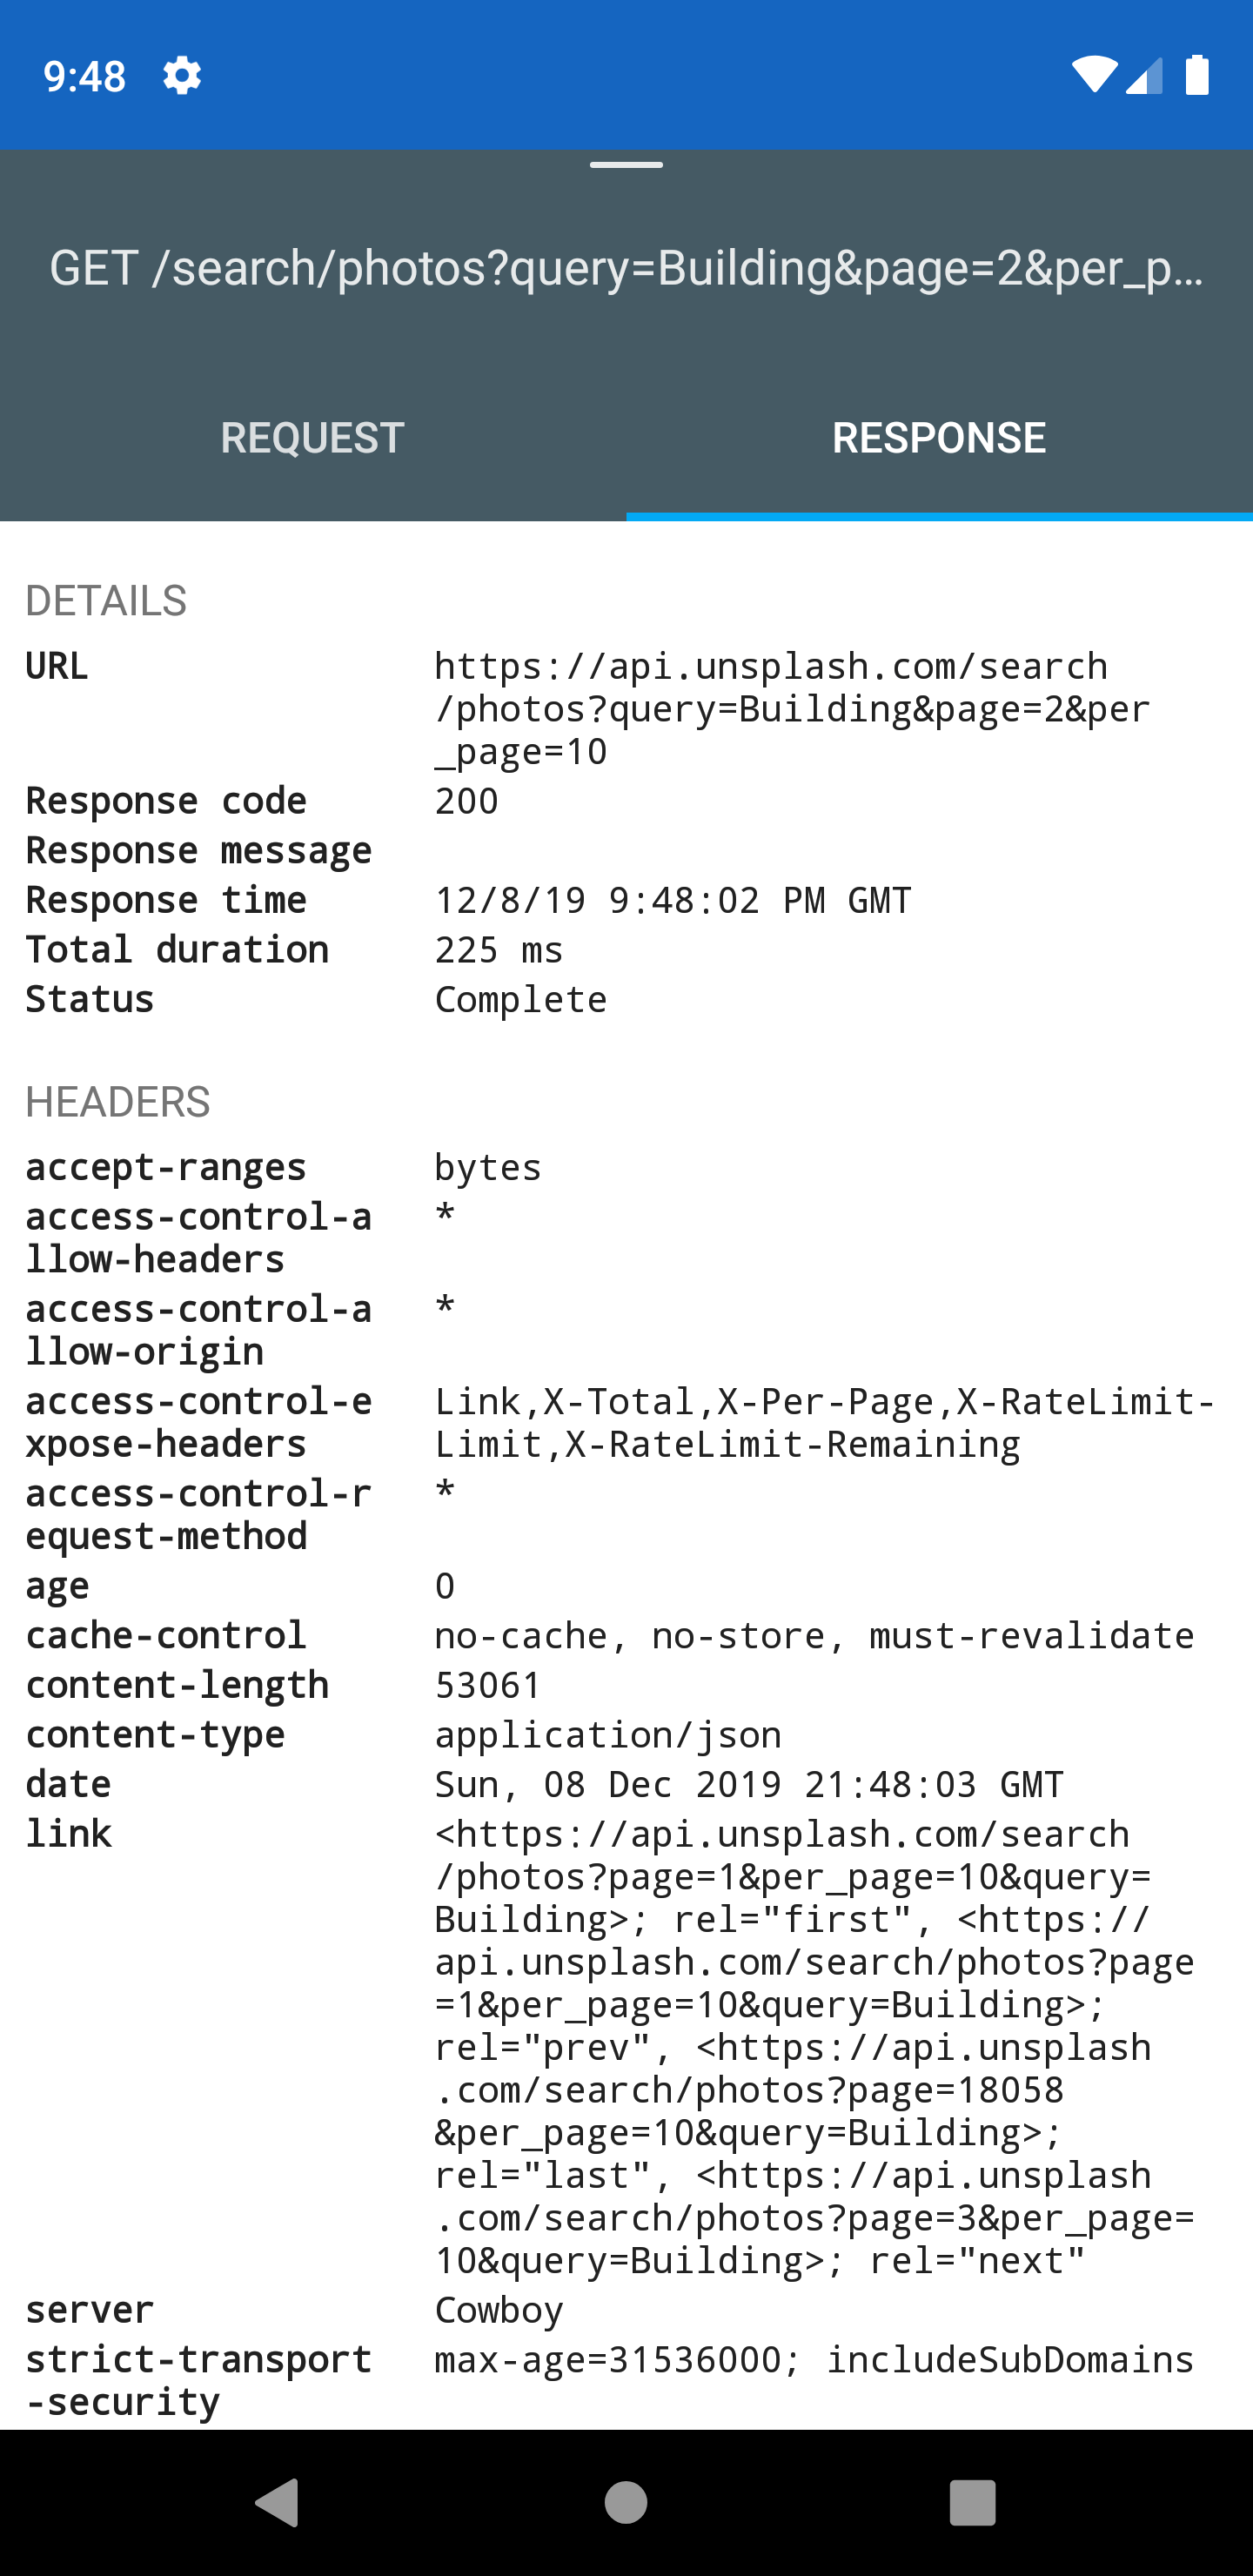 9:48
GET /search/photos?query=Building&page=2&per_p...
REQUEST RESPONSE
DETAILS
URL https://api.unsplash.com/search
/photos?query=Building&page=2&per
_page=10
Response code 200
Response message
Response time 12/8/19 9:48:02 PM GMT
Total duration 225 ms
Status Complete
HEADERS
accept-ranges bytes
access-control-a *
llow-headers
access-control-a *
llow-origin
access-control-e Link,X-Total,X-Per-Page,X-RateLimit-
xpose-headers Limit,X-RateLimit-Remaining
access-control-r *
equest-method
age 0
cache-control no-cache, no-store, must-revalidate
content-length 53061
content-type application/json
date Sun, 08 Dec 2019 21:48:03 GMT
link <https://api.unsplash.com/search
/photos?page=1&per_page=10&query=
Building>; rel="first", <https://
api.unsplash.com/search/photos?page
=1&per_page=10&query=Building>;
rel="prev", <https://api.unsplash
.com/search/photos?page=18058
&per_page=10&query=Building>;
rel="last", <https://api.unsplash
.com/search/photos?page=3&per_page=
10&query=Building>; rel="next"
server Cowboy
strict-transport max-age=31536000; includeSubDomains
-security